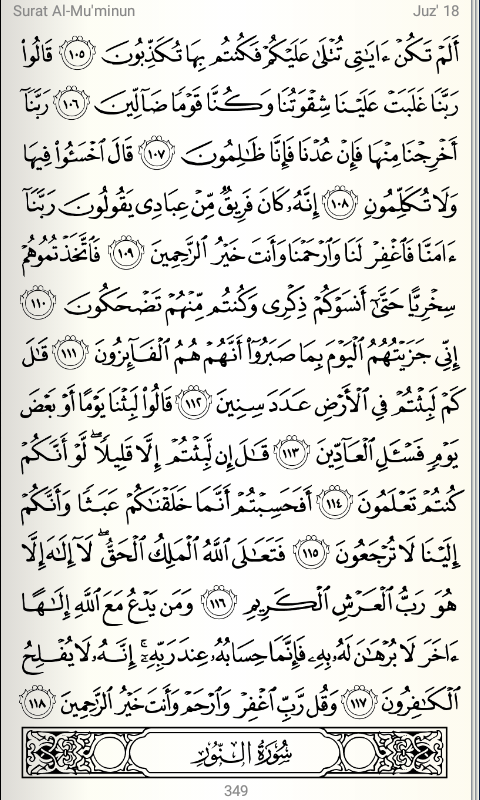 Surat Al-Mu'minun Juz' 18
أَلَمْ تَكُنْ ءَايَٰتِى تُتْلَىٰ عَلَيْكُمْ فَكُنتُم بِهَا تُكَذِّبُونَ ١٠٥ قَالُوا۟
رَبَّنَا غَلَبَتْ عَلَيْنَا شِقْوَتُنَا وَكُنَّا قَوْمًا ضَآلِّينَ ١٠٦ رَبَّنَآ
أَخْرِجْنَا مِنْهَا فَإِنْ عُدْنَا فَإِنَّا ظَٰلِمُونَ ١٠٧ قَالَ ٱخْسَـُٔوا۟ فِيهَا
وَلَا تُكَلِّمُونِ ١٠٨ إِنَّهُۥ كَانَ فَرِيقٌ مِّنْ عِبَادِى يَقُولُونَ رَبَّنَآ
ءَامَنَّا فَٱغْفِرْ لَنَا وَٱرْحَمْنَا وَأَنتَ خَيْرُ ٱلرَّٰحِمِينَ ١٠٩ فَٱتَّخَذْتُمُوهُمْ
سِخْرِيًّا حَتَّىٰٓ أَنسَوْكُمْ ذِكْرِى وَكُنتُم مِّنْهُمْ تَضْحَكُونَ ١١٠
إِنِّى جَزَيْتُهُمُ ٱلْيَوْمَ بِمَا صَبَرُوٓا۟ أَنَّهُمْ هُمُ ٱلْفَآئِزُونَ ١١١ قَٰلَ
كَمْ لَبِثْتُمْ فِى ٱلْأَرْضِ عَدَدَ سِنِينَ ١١٢ قَالُوا۟ لَبِثْنَا يَوْمًا أَوْ بَعْضَ
يَوْمٍ فَسْـَٔلِ ٱلْعَآدِّينَ ١١٣ قَٰلَ إِن لَّبِثْتُمْ إِلَّا قَلِيلًا ۖ لَّوْ أَنَّكُمْ
كُنتُمْ تَعْلَمُونَ ١١٤ أَفَحَسِبْتُمْ أَنَّمَا خَلَقْنَٰكُمْ عَبَثًا وَأَنَّكُمْ
إِلَيْنَا لَا تُرْجَعُونَ ١١٥ فَتَعَٰلَى ٱللَّهُ ٱلْمَلِكُ ٱلْحَقُّ ۖ لَآ إِلَٰهَ إِلَّا
هُوَ رَبُّ ٱلْعَرْشِ ٱلْكَرِيمِ ١١٦ وَمَن يَدْعُ مَعَ ٱللَّهِ إِلَٰهًا
ءَاخَرَ لَا بُرْهَٰنَ لَهُۥ بِهِۦ فَإِنَّمَا حِسَابُهُۥ عِندَ رَبِّهِۦٓ ۚ إِنَّهُۥ لَا يُفْلِحُ
ٱلْكَٰفِرُونَ ١١٧ وَقُل رَّبِّ ٱغْفِرْ وَٱرْحَمْ وَأَنتَ خَيْرُ ٱلرَّٰحِمِينَ ١١٨
سُورَةُ النُّورِ
349